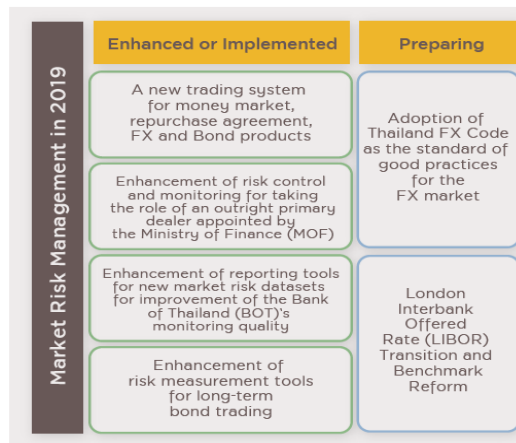 Market Risk Management in 2019
Enhanced or Implemented
Preparing
A new trading system
for money market,
repurchase agreement,
FX and Bond products
Enhancement of risk control
and monitoring for taking
the role of an outright primary
dealer appointed by
the Ministry of Finance (MOF)
Enhancement of reporting tools
for new market risk datasets
for improvement of the Bank
of Thailand (BOT)'s
monitoring quality
Enhancement of
risk measurement tools
for long-term
bond trading
Adoption of
Thailand FX Code
as the standard of
good practices
for the
FX market
London
Interbank
Offered
Rate (LIBOR)
Transition and
Benchmark
Reform